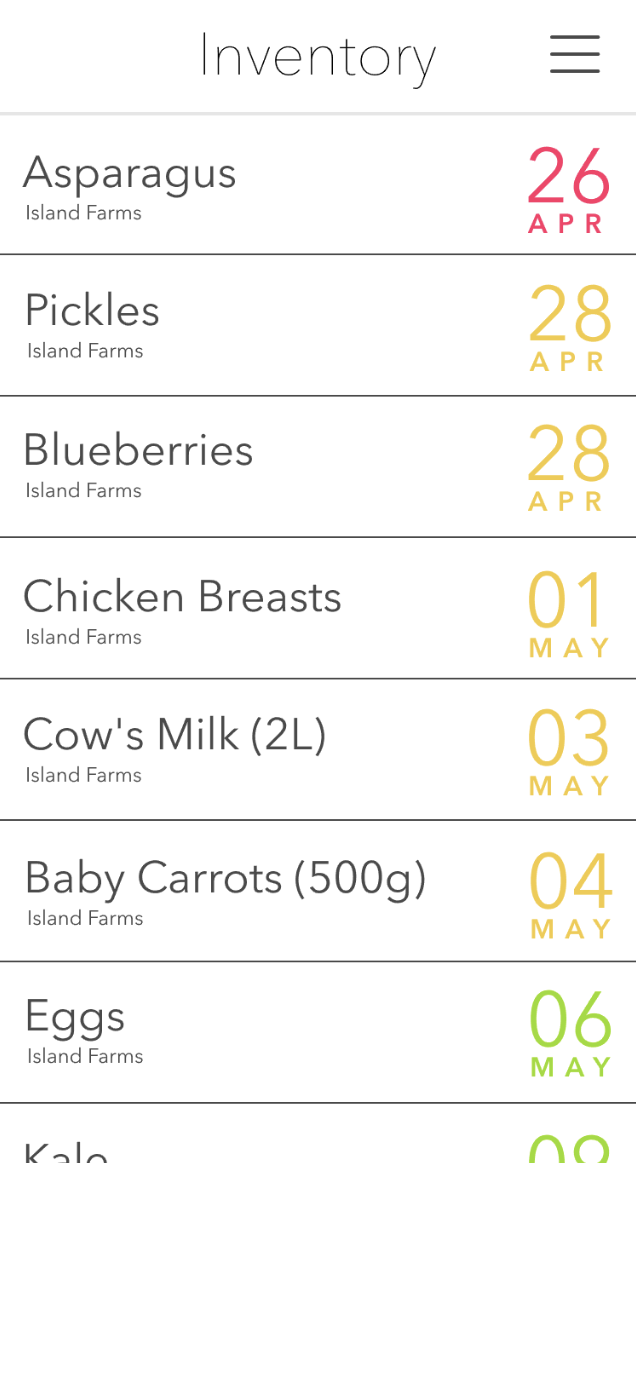 Inventory
Asparagus
Island Farms
26
APR
Pickles
Island Farms
28
APR
Blueberries
Island Farms
28
APR
Chicken Breasts
Island Farms
01
MAY
Cow's Milk (2L)
Island Farms
03
MAY
Baby Carrots (500g)
Island Farms
04
MAY
Eggs
Island Farms
06
MAY
Kale